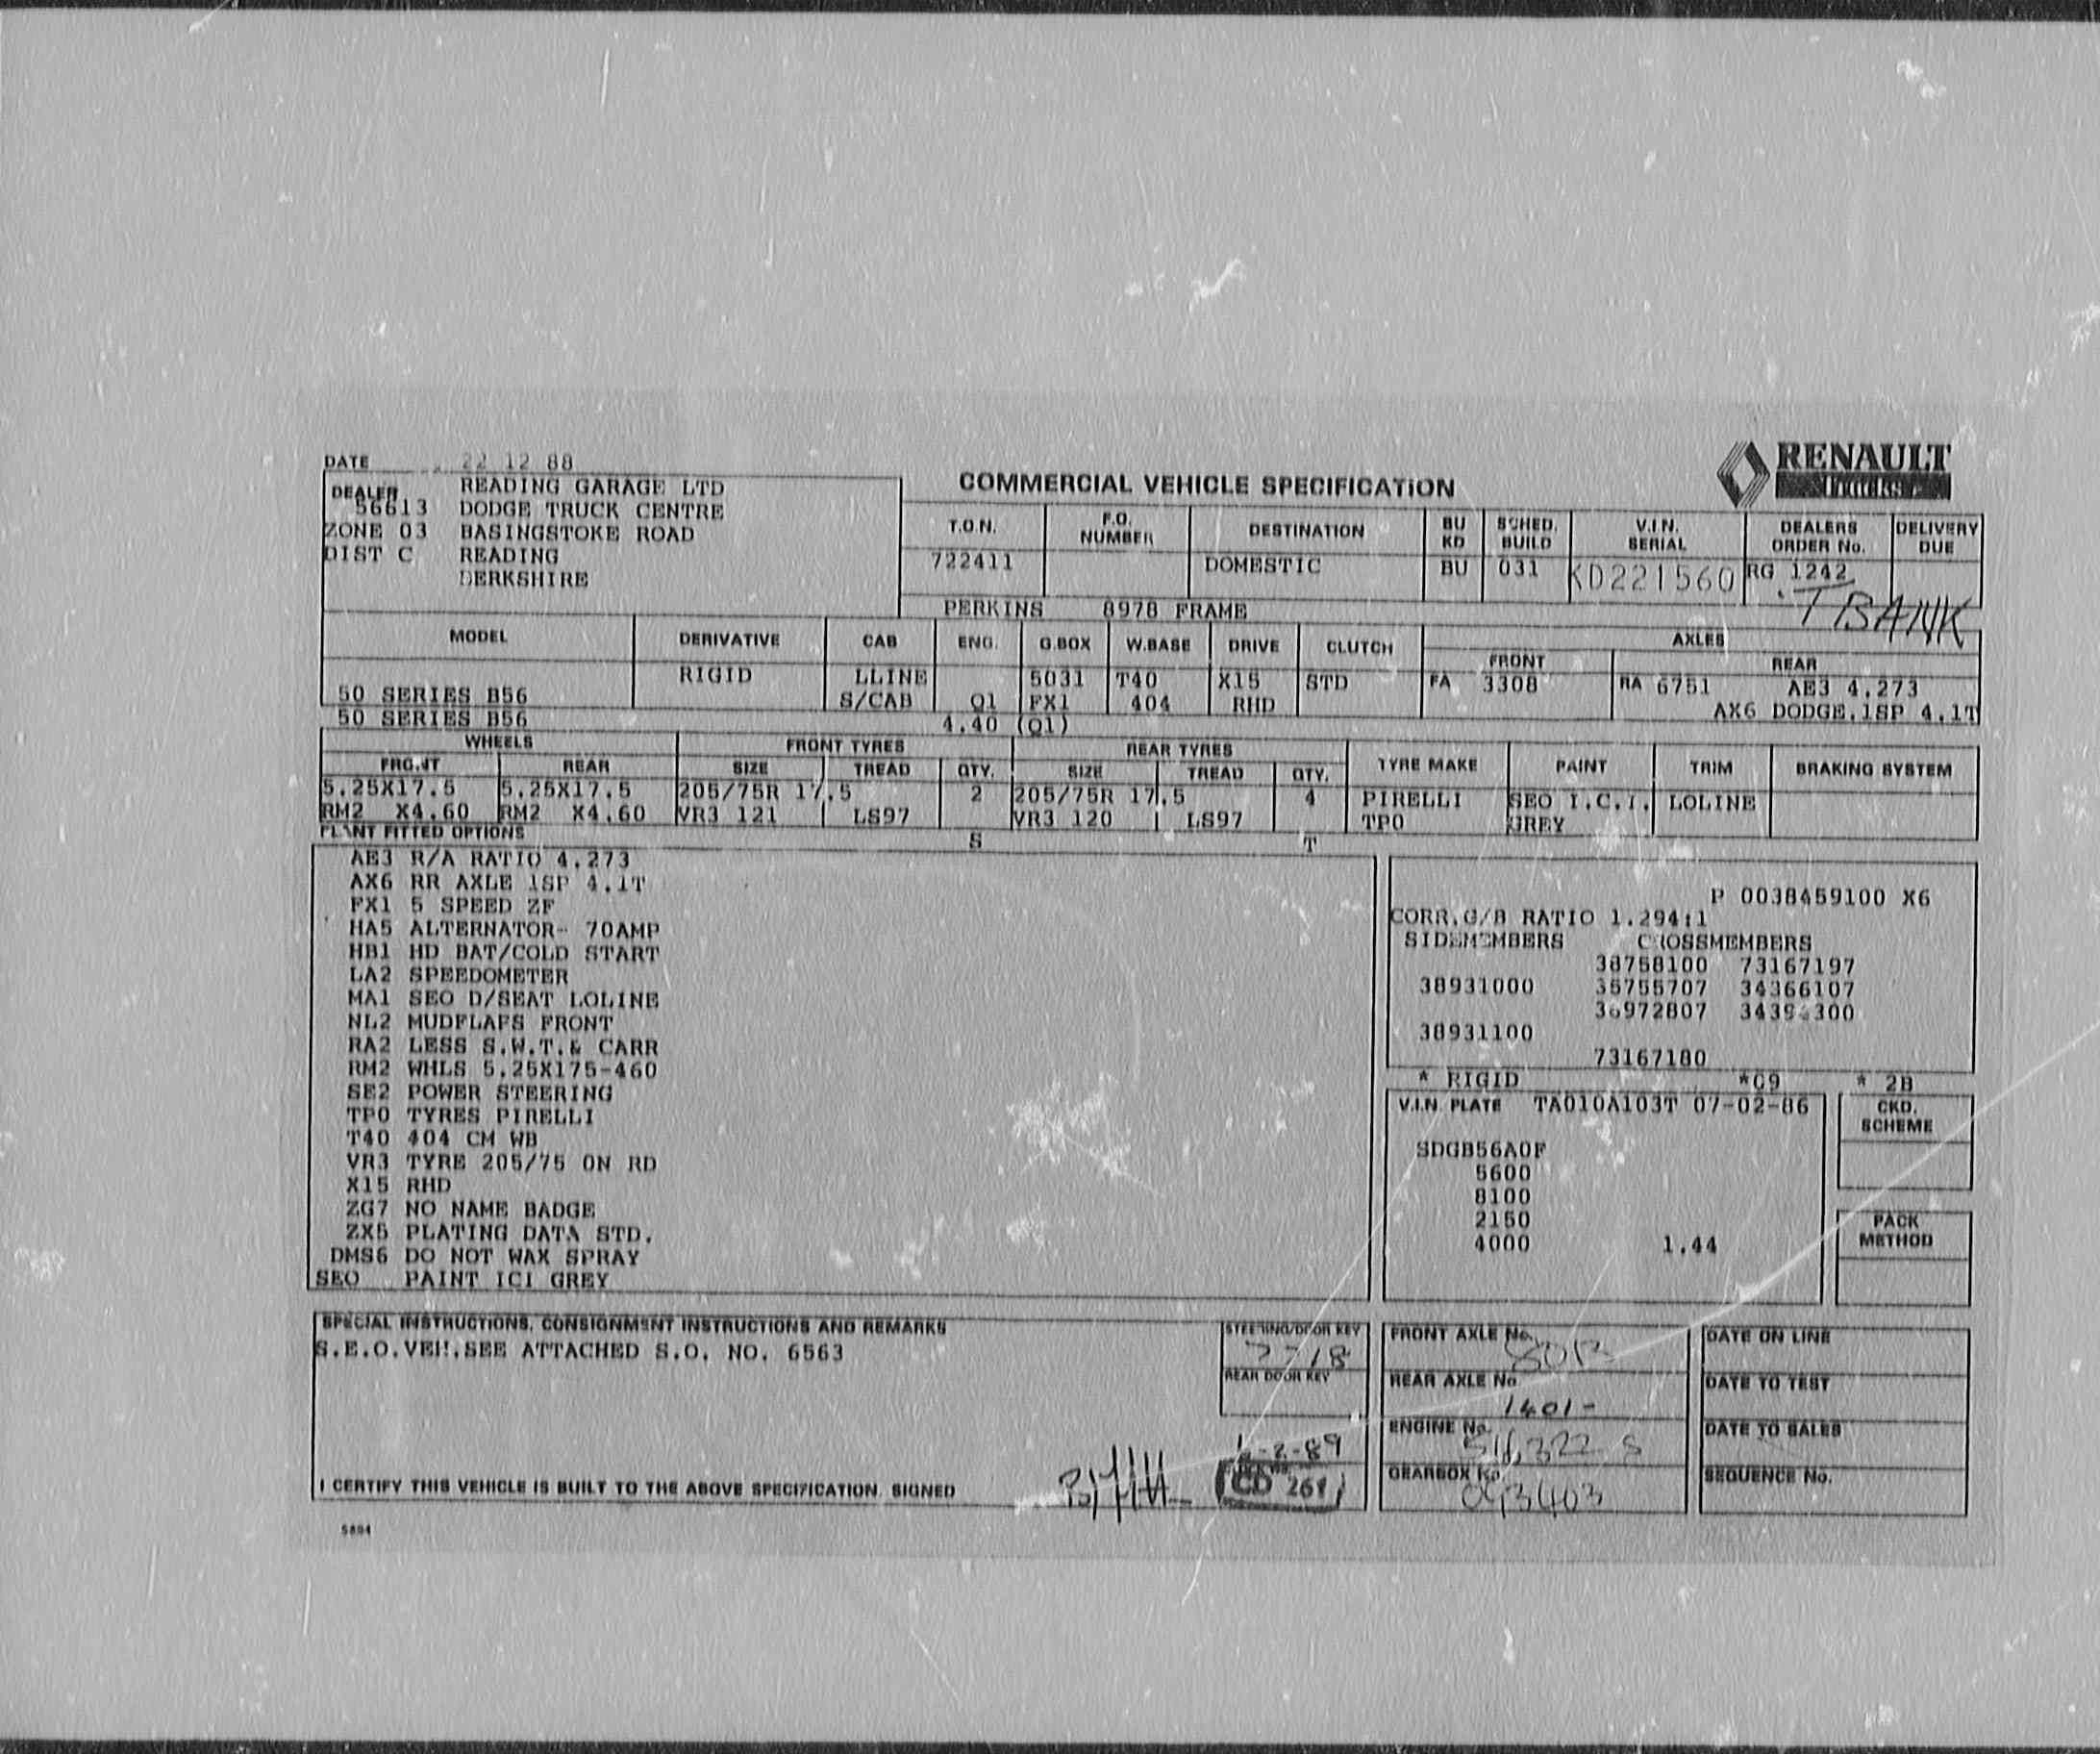 DATE 22 12 88
DEALER READING GARAGE LTD
56613 DODGE TRUCK CENTRE
ZONE 03 BASINGSTOKE ROAD
DIST C READING
BERKSHIRE
COMMERCIAL VEHICLE SPECIFICATION
RENAULT
TRUCKS
T.O.N. F.O. NUMBER DESTINATION BU KD SCHED. BUILD V.I.N. SERIAL DEALERS ORDER No. DELIVERY DUE
722411 DOMESTIC BU 031 KD221560 RG 1242
T BANK
PERKINS 8978 FRAME
MODEL DERIVATIVE CAB ENG. G.BOX W.BASE DRIVE CLUTCH AXLES
FRONT REAR
RIGID LLINE 5031 T40 X15 STD FA 3308 RA 6751 AE3 4.273
50 SERIES B56 S/CAB Q1 FX1 404 RHD AX6 DODGE.1SP 4.1T
50 SERIES B56 4.40 (Q1)
WHEELS FRONT TYRES REAR TYRES
FRONT REAR SIZE TREAD QTY. SIZE TREAD QTY. TYRE MAKE PAINT TRIM BRAKING SYSTEM
5.25X17.5 5.25X17.5 205/75R 17.5 2 205/75R 17.5 4 PIRELLI SEO I.C.I. LOLINE
RM2 X4.60 RM2 X4.60 VR3 121 LS97 VR3 120 LS97 TPO GREY
PLANT FITTED OPTIONS S T
AE3 R/A RATIO 4.273
AX6 RR AXLE 1SP 4.1T
FX1 5 SPEED ZF
HA5 ALTERNATOR- 70AMP
HB1 HD BAT/COLD START
LA2 SPEEDOMETER
MA1 SEO D/SEAT LOLINE
NL2 MUDFLAPS FRONT
RA2 LESS S.W.T.& CARR
RM2 WHLS 5.25X175-460
SE2 POWER STEERING
TPO TYRES PIRELLI
T40 404 CM WB
VR3 TYRE 205/75 ON RD
X15 RHD
ZG7 NO NAME BADGE
ZX5 PLATING DATA STD.
DMS6 DO NOT WAX SPRAY
SEO PAINT ICI GREY
P 0038459100 X6
CORR.G/B RATIO 1.294:1
SIDEMEMBERS CROSSMEMBERS
38758100 73167197
38931000 35755707 34366107
38931100
73167180
* RIGID *C9 * 2B
V.I.N. PLATE TA010A103T 07-02-86
SDGB56A0F
5600
8100
2150
4000 1.44
CKD. SCHEME
PACK METHOD
SPECIAL INSTRUCTIONS, CONSIGNMENT INSTRUCTIONS AND REMARKS
S.E.O.VEH.SEE ATTACHED S.O. NO. 6563
STEERING/DOOR KEY
REAR DOOR KEY
FRONT AXLE No.
REAR AXLE No 1401-
ENGINE No.
GEARBOX No.
DATE ON LINE
DATE TO TEST
DATE TO SALES
SEQUENCE No.
-2-89
CD 261
I CERTIFY THIS VEHICLE IS BUILT TO THE ABOVE SPECIFICATION. SIGNED
5894